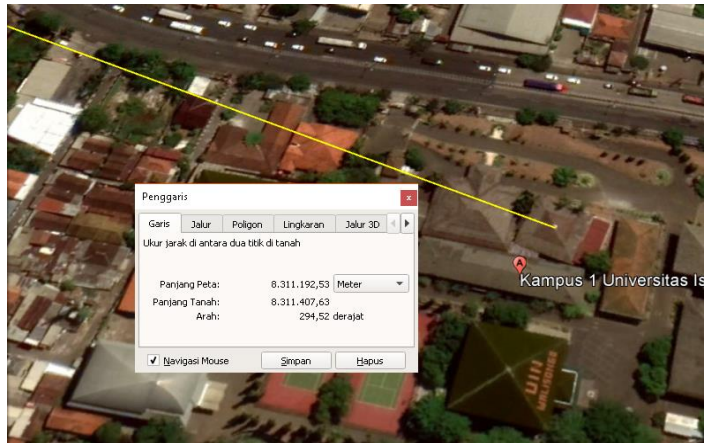 Penggaris
x
Garis Jalur Poligon Lingkaran Jalur 3D
Ukur jarak di antara dua titik di tanah
Panjang Peta: 8.311.192,53 Meter
Panjang Tanah: 8.311.407,63
Arah: 294,52 derajat
Navigasi Mouse Simpan Hapus
A
Kampus 1 Universitas Is
UIN
WALISONGO